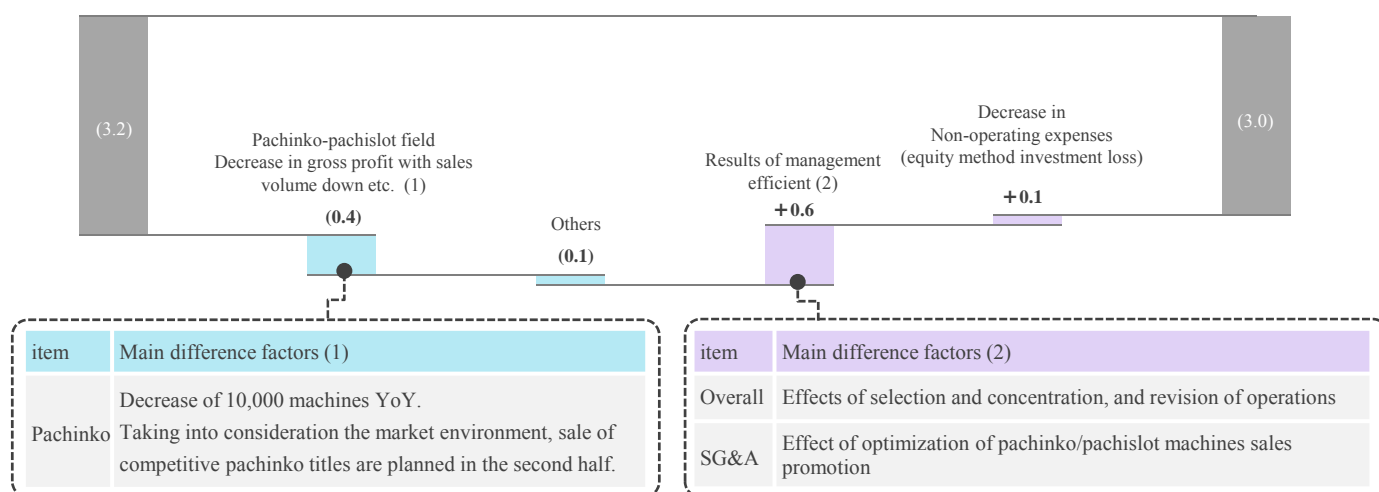 (3.2)
Pachinko-pachislot field
Decrease in gross profit with sales
volume down etc. (1)
(0.4)
Others
(0.1)
Results of management
efficient (2)
+0.6
Decrease in
Non-operating expenses
(equity method investment loss)
+0.1
(3.0)
item Main difference factors (1)
Pachinko
Decrease of 10,000 machines YoY.
Taking into consideration the market environment, sale of
competitive pachinko titles are planned in the second half.
item Main difference factors (2)
Overall Effects of selection and concentration, and revision of operations
SG&A
Effect of optimization of pachinko/pachislot machines sales
promotion